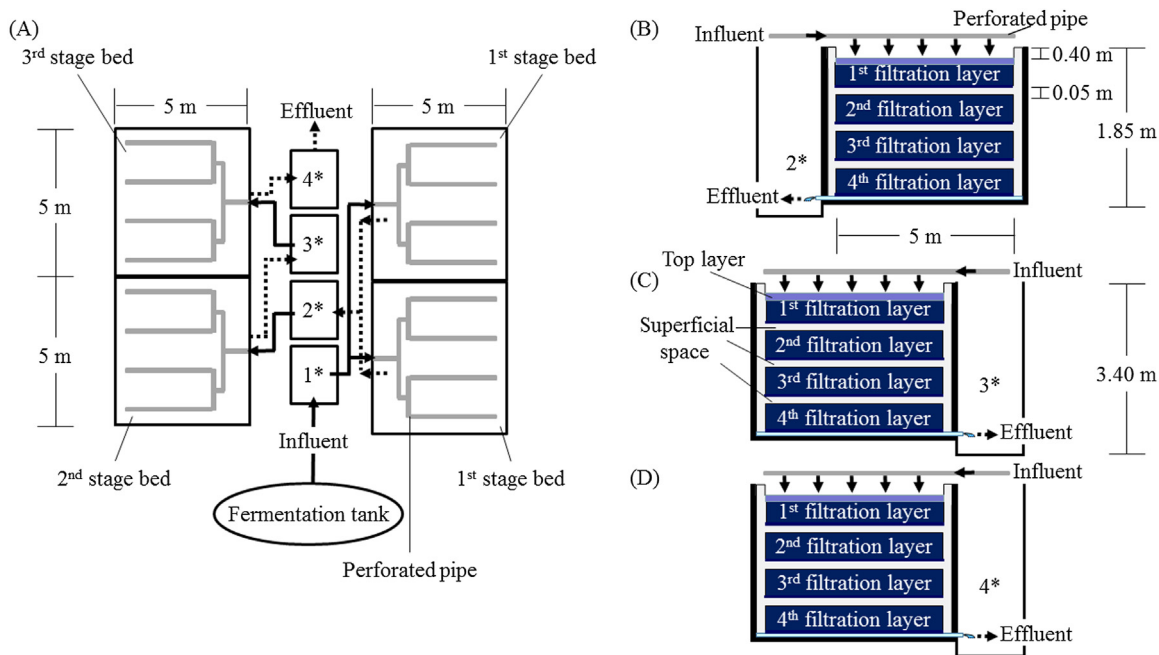 (A)
3rd stage bed
1st stage bed
5 m
5 m
Effluent
4*
5 m
3*
2*
5 m
1*
Influent
2nd stage bed
1st stage bed
Fermentation tank
Perforated pipe
(B)
Perforated pipe
Influent
0.40 m
1st filtration layer
0.05 m
2nd filtration layer
1.85 m
3rd filtration layer
2*
4th filtration layer
Effluent
5 m
(C)
Top layer
Influent
1st filtration layer
Superficial
space
2nd filtration layer
3rd filtration layer
3.40 m
3*
4th filtration layer
Effluent
(D)
Influent
1st filtration layer
2nd filtration layer
3rd filtration layer
4*
4th filtration layer
Effluent